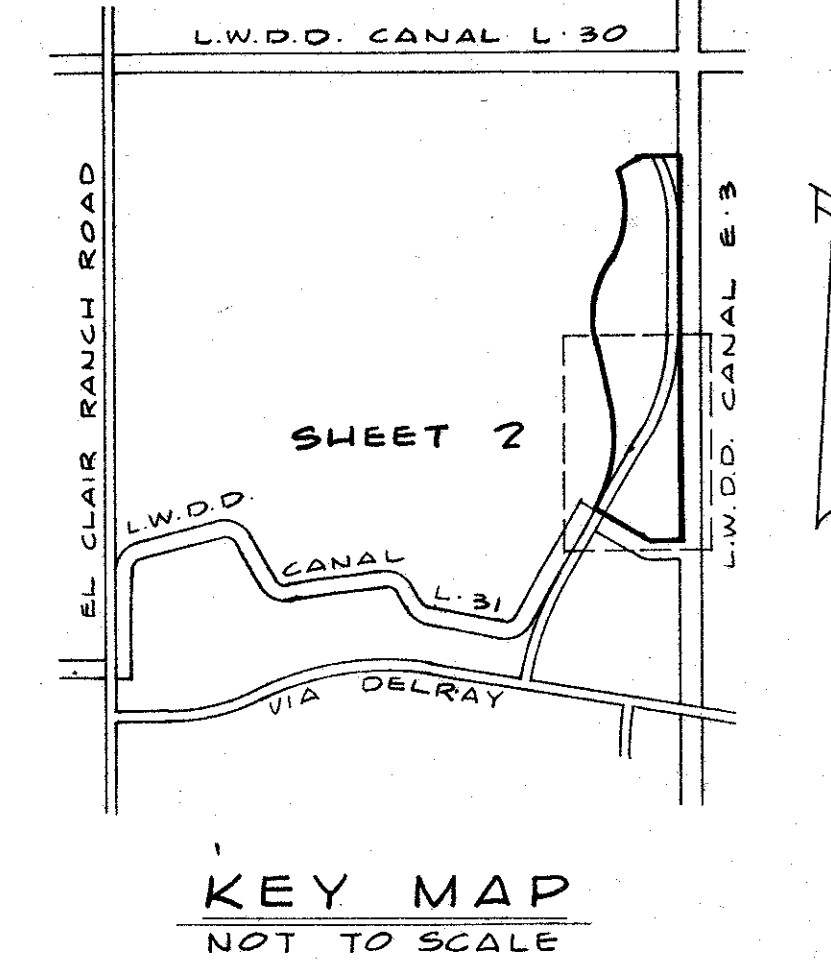 L.W.D.D. CANAL L·30
EL CLAIR RANCH ROAD
L.W.D.D. CANAL E·3
SHEET 2
L.W.D.D.
CANAL
L·31
VIA DELRAY
KEY MAP
NOT TO SCALE